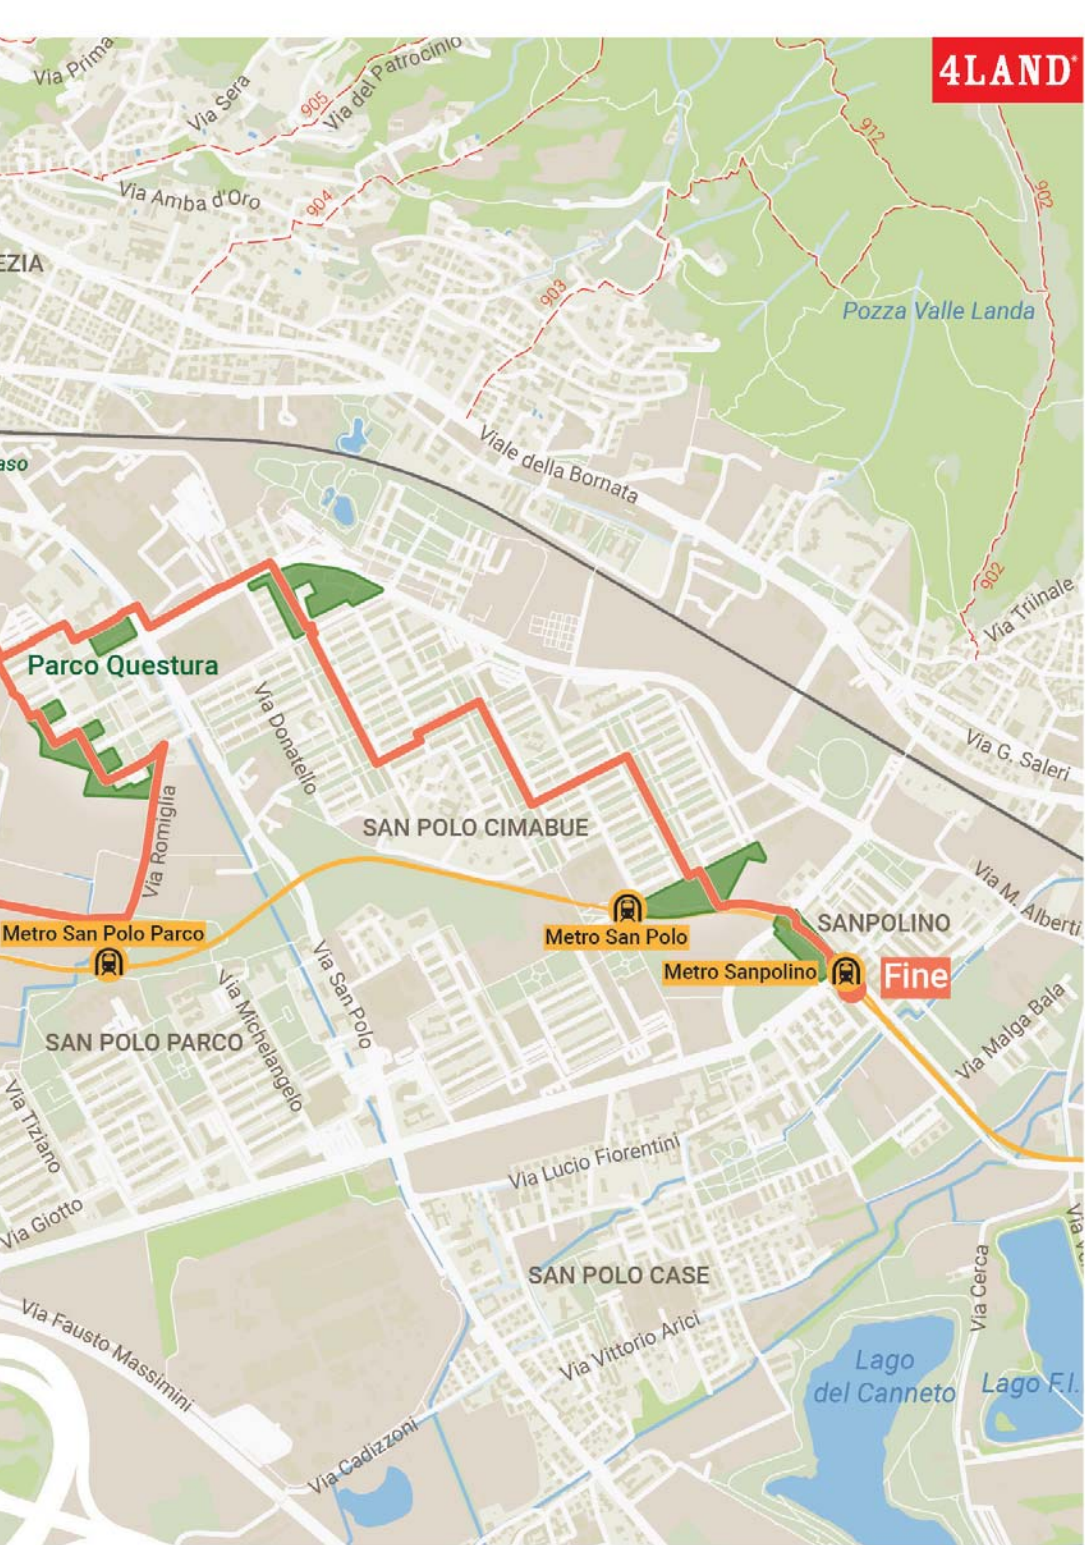 Via Prima
Via del Patrocinio
4LAND
Via Sera
905
912
Via Amba d'Oro
904
902
EZIA
903
Pozza Valle Landa
Viale della Bornata
aso
902
Via Triinale
Parco Questura
Via Donatello
Via G. Saleri
Via Romiglia
SAN POLO CIMABUE
Via M. Alberti
Metro San Polo Parco
Metro San Polo
SANPOLINO
Metro Sanpolino
Fine
Via San Polo
Via Michelangelo
SAN POLO PARCO
Via Malga Bala
Via Tiziano
Via Lucio Fiorentini
Via Giotto
SAN POLO CASE
Via Cerca
Via Fausto Massimini
Via Vittorio Arici
Lago
del Canneto
Lago F.I.
Via Cadizzoni